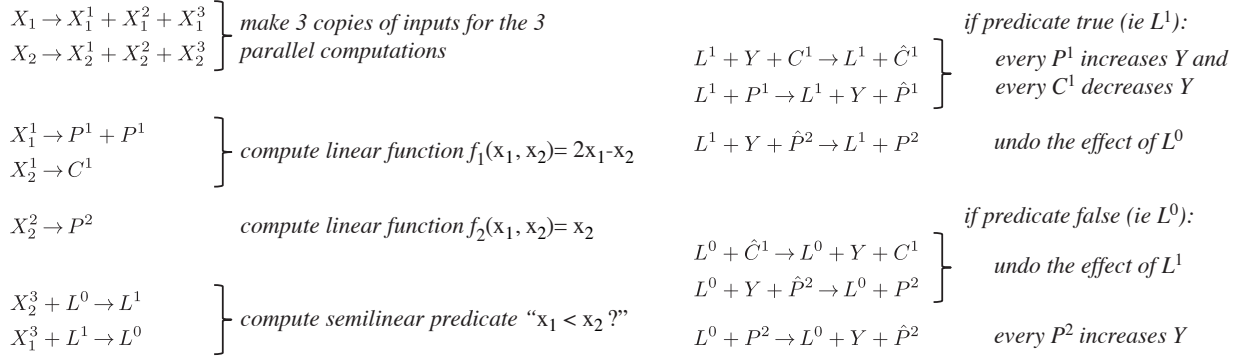 X₁ → X₁¹ + X₁² + X₁³
X₂ → X₂¹ + X₂² + X₂³
make 3 copies of inputs for the 3
parallel computations
X₁¹ → P¹ + P¹
X₂¹ → C¹
compute linear function f₁(x₁, x₂)= 2x₁-x₂
X₂² → P²
compute linear function f₂(x₁, x₂)= x₂
X₂³ + L⁰ → L¹
X₁³ + L¹ → L⁰
compute semilinear predicate “x₁ < x₂ ?”
if predicate true (ie L¹):
L¹ + Y + C¹ → L¹ + Ĉ¹
L¹ + P¹ → L¹ + Y + P̂¹
every P¹ increases Y and
every C¹ decreases Y
L¹ + Y + P̂² → L¹ + P²
undo the effect of L⁰
if predicate false (ie L⁰):
L⁰ + Ĉ¹ → L⁰ + Y + C¹
L⁰ + Y + P̂² → L⁰ + P²
undo the effect of L¹
L⁰ + P² → L⁰ + Y + P̂²
every P² increases Y